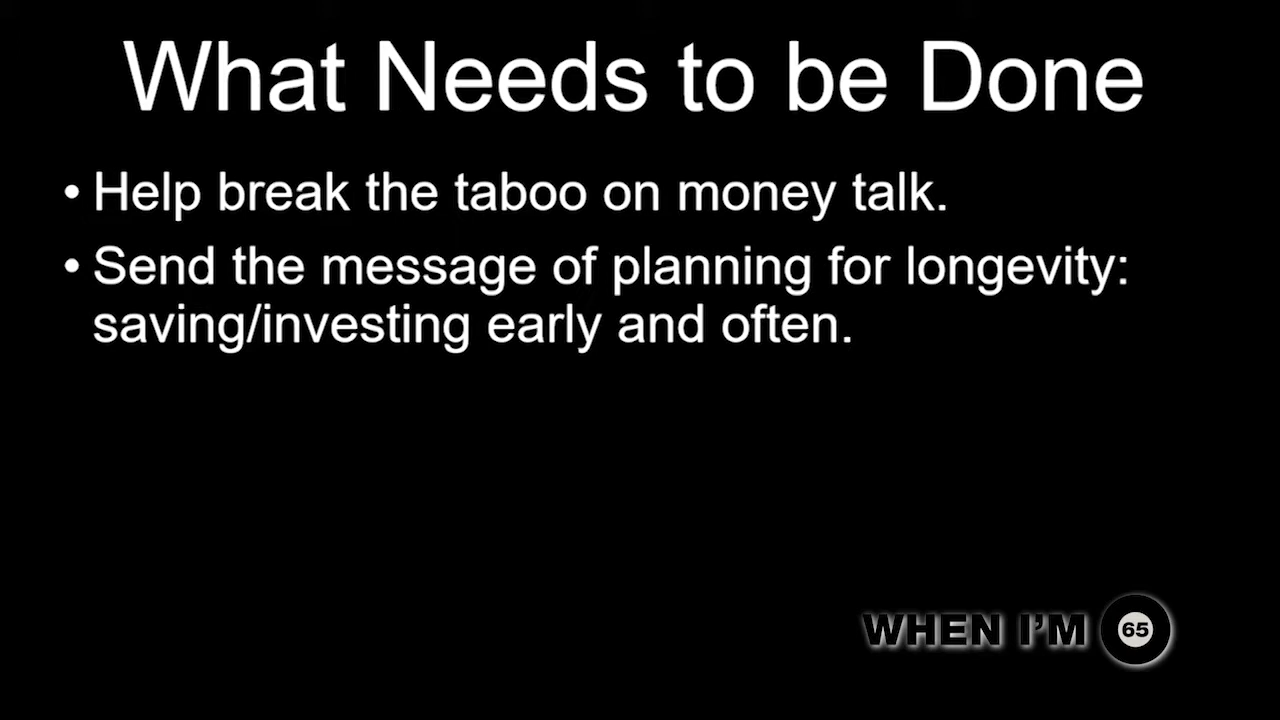 What Needs to be Done
• Help break the taboo on money talk.
• Send the message of planning for longevity:
saving/investing early and often.
WHEN I'M 65